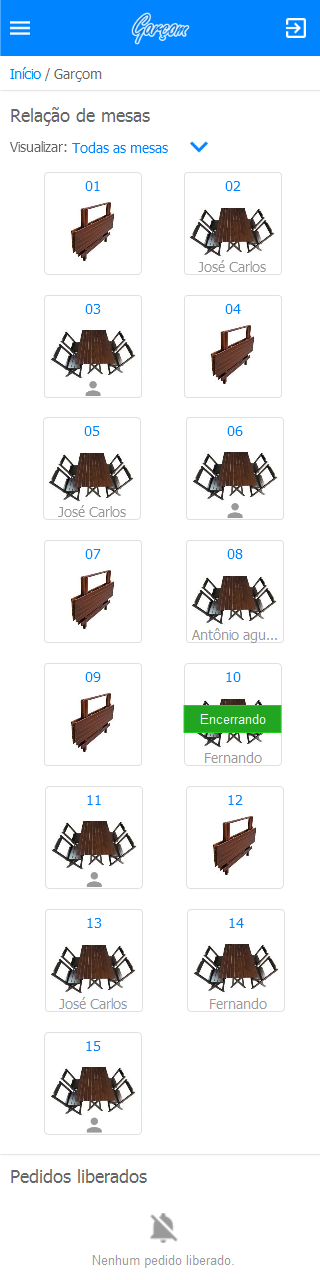 Garçom
Início / Garçom
Relação de mesas
Visualizar: Todas as mesas
01
02
José Carlos
03
04
05
José Carlos
06
07
08
Antônio agu...
09
10
Encerrando
Fernando
11
12
13
José Carlos
14
Fernando
15
Pedidos liberados
Nenhum pedido liberado.